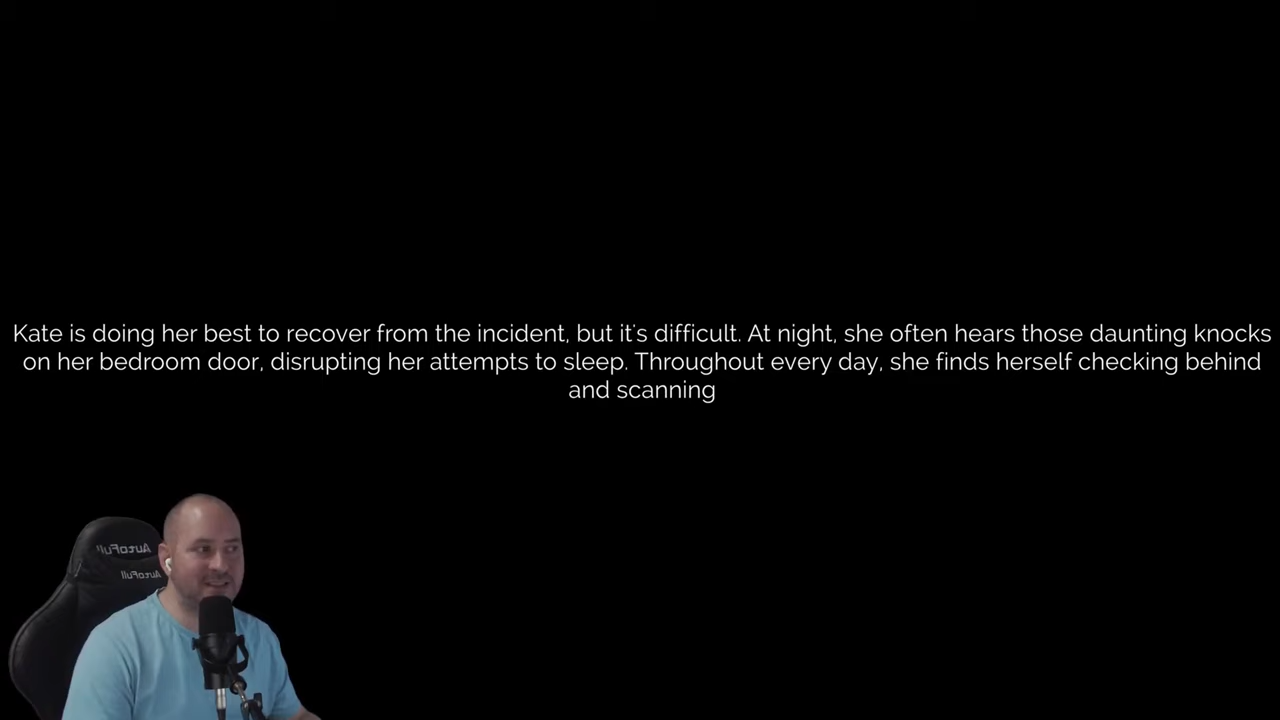 Kate is doing her best to recover from the incident, but it's difficult. At night, she often hears those daunting knocks
on her bedroom door, disrupting her attempts to sleep. Throughout every day, she finds herself checking behind
and scanning
AutoFull
AutoFull